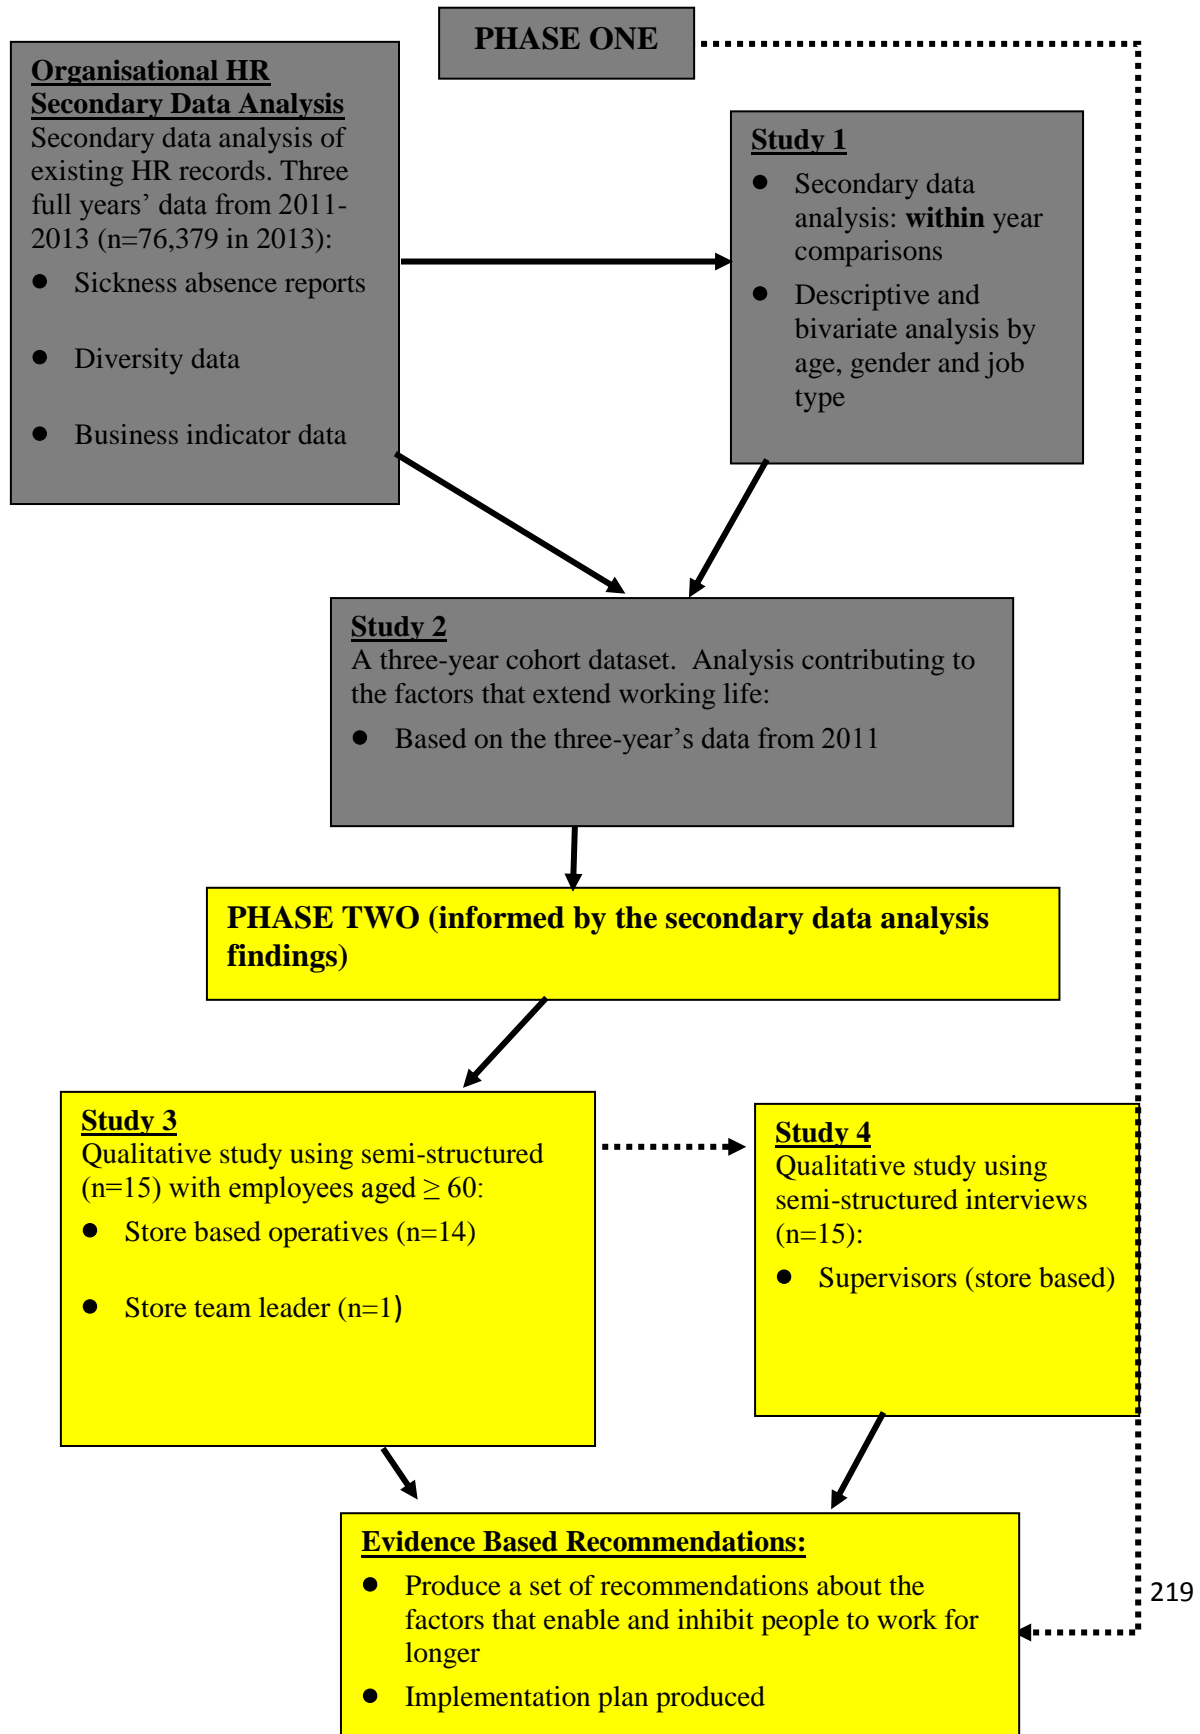 PHASE ONE
Organisational HR
Secondary Data Analysis
Secondary data analysis of
existing HR records. Three
full years’ data from 2011-
2013 (n=76,379 in 2013):
● Sickness absence reports
● Diversity data
● Business indicator data
Study 1
● Secondary data
analysis: within year
comparisons
● Descriptive and
bivariate analysis by
age, gender and job
type
Study 2
A three-year cohort dataset. Analysis contributing to
the factors that extend working life:
● Based on the three-year’s data from 2011
PHASE TWO (informed by the secondary data analysis
findings)
Study 3
Qualitative study using semi-structured
(n=15) with employees aged ≥ 60:
● Store based operatives (n=14)
● Store team leader (n=1)
Study 4
Qualitative study using
semi-structured interviews
(n=15):
● Supervisors (store based)
Evidence Based Recommendations:
● Produce a set of recommendations about the
factors that enable and inhibit people to work for
longer
● Implementation plan produced
219